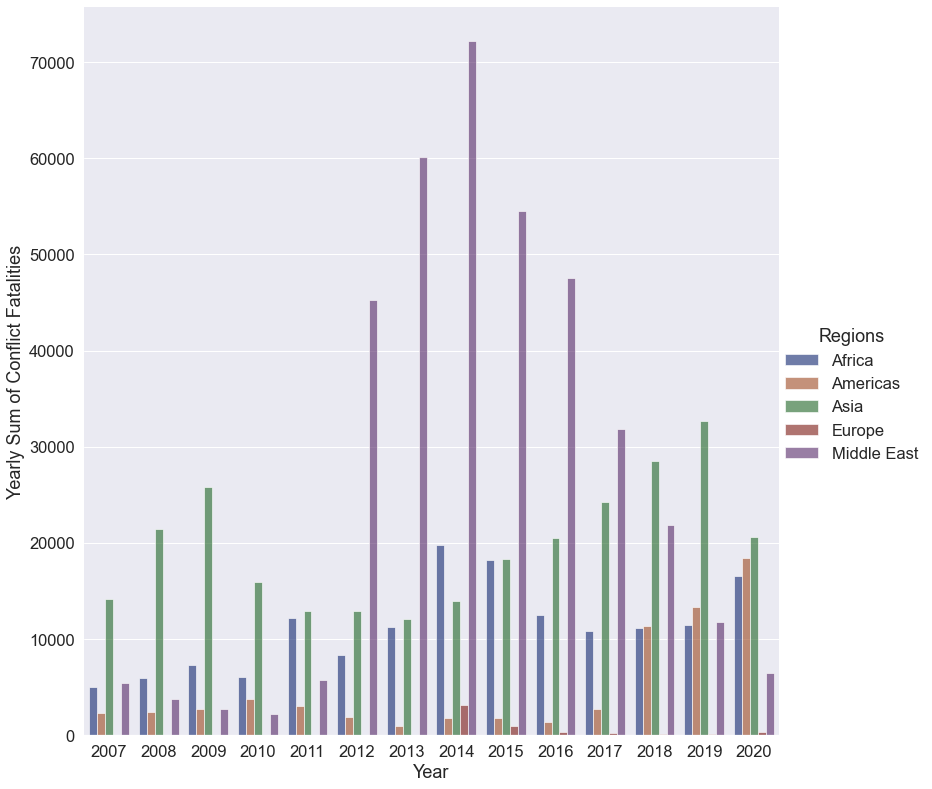 70000
60000
50000
40000
30000
20000
10000
0
Yearly Sum of Conflict Fatalities
2007 2008 2009 2010 2011 2012 2013 2014 2015 2016 2017 2018 2019 2020
Year
Regions
Africa
Americas
Asia
Europe
Middle East